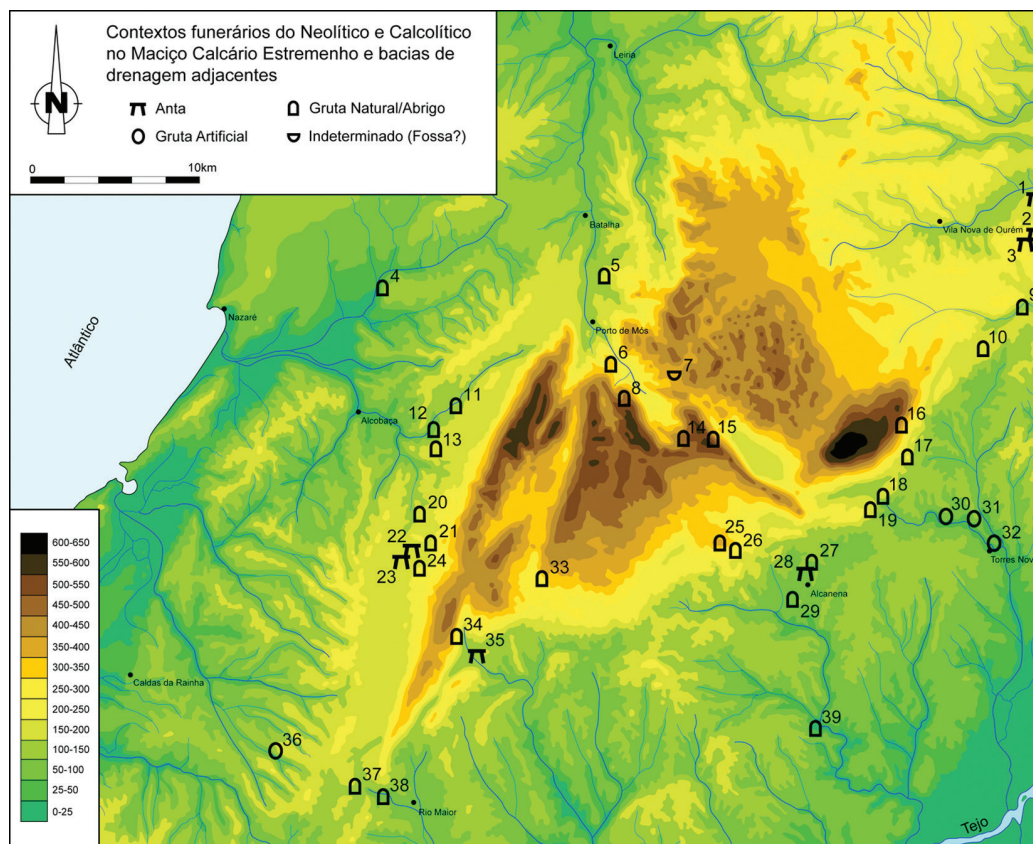 Contextos funerários do Neolítico e Calcolítico
no Maciço Calcário Estremenho e bacias de
drenagem adjacentes
N
Anta
Gruta Natural/Abrigo
Gruta Artificial
Indeterminado (Fossa?)
0
10km
Leiria
1
Batalha
Vila Nova de Ourém
2
3
5
4
9
Nazaré
Porto de Mós
Atlântico
10
6
7
8
11
Alcobaça
12
16
13
14
15
17
18
20
19
30
31
22
21
25
26
32
23
24
27
Torres Nov
28
33
Alcanena
29
34
35
Caldas da Rainha
39
36
37
38
Rio Maior
Tejo
600-650
550-600
500-550
450-500
400-450
350-400
300-350
250-300
200-250
150-200
100-150
50-100
25-50
0-25